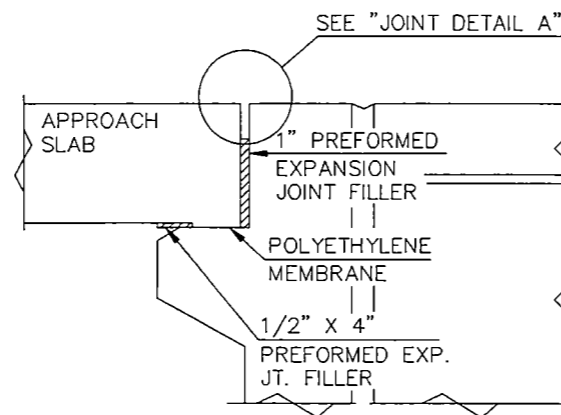 SEE "JOINT DETAIL A"
APPROACH
SLAB
1" PREFORMED
EXPANSION
JOINT FILLER
POLYETHYLENE
MEMBRANE
1/2" X 4"
PREFORMED EXP.
JT. FILLER